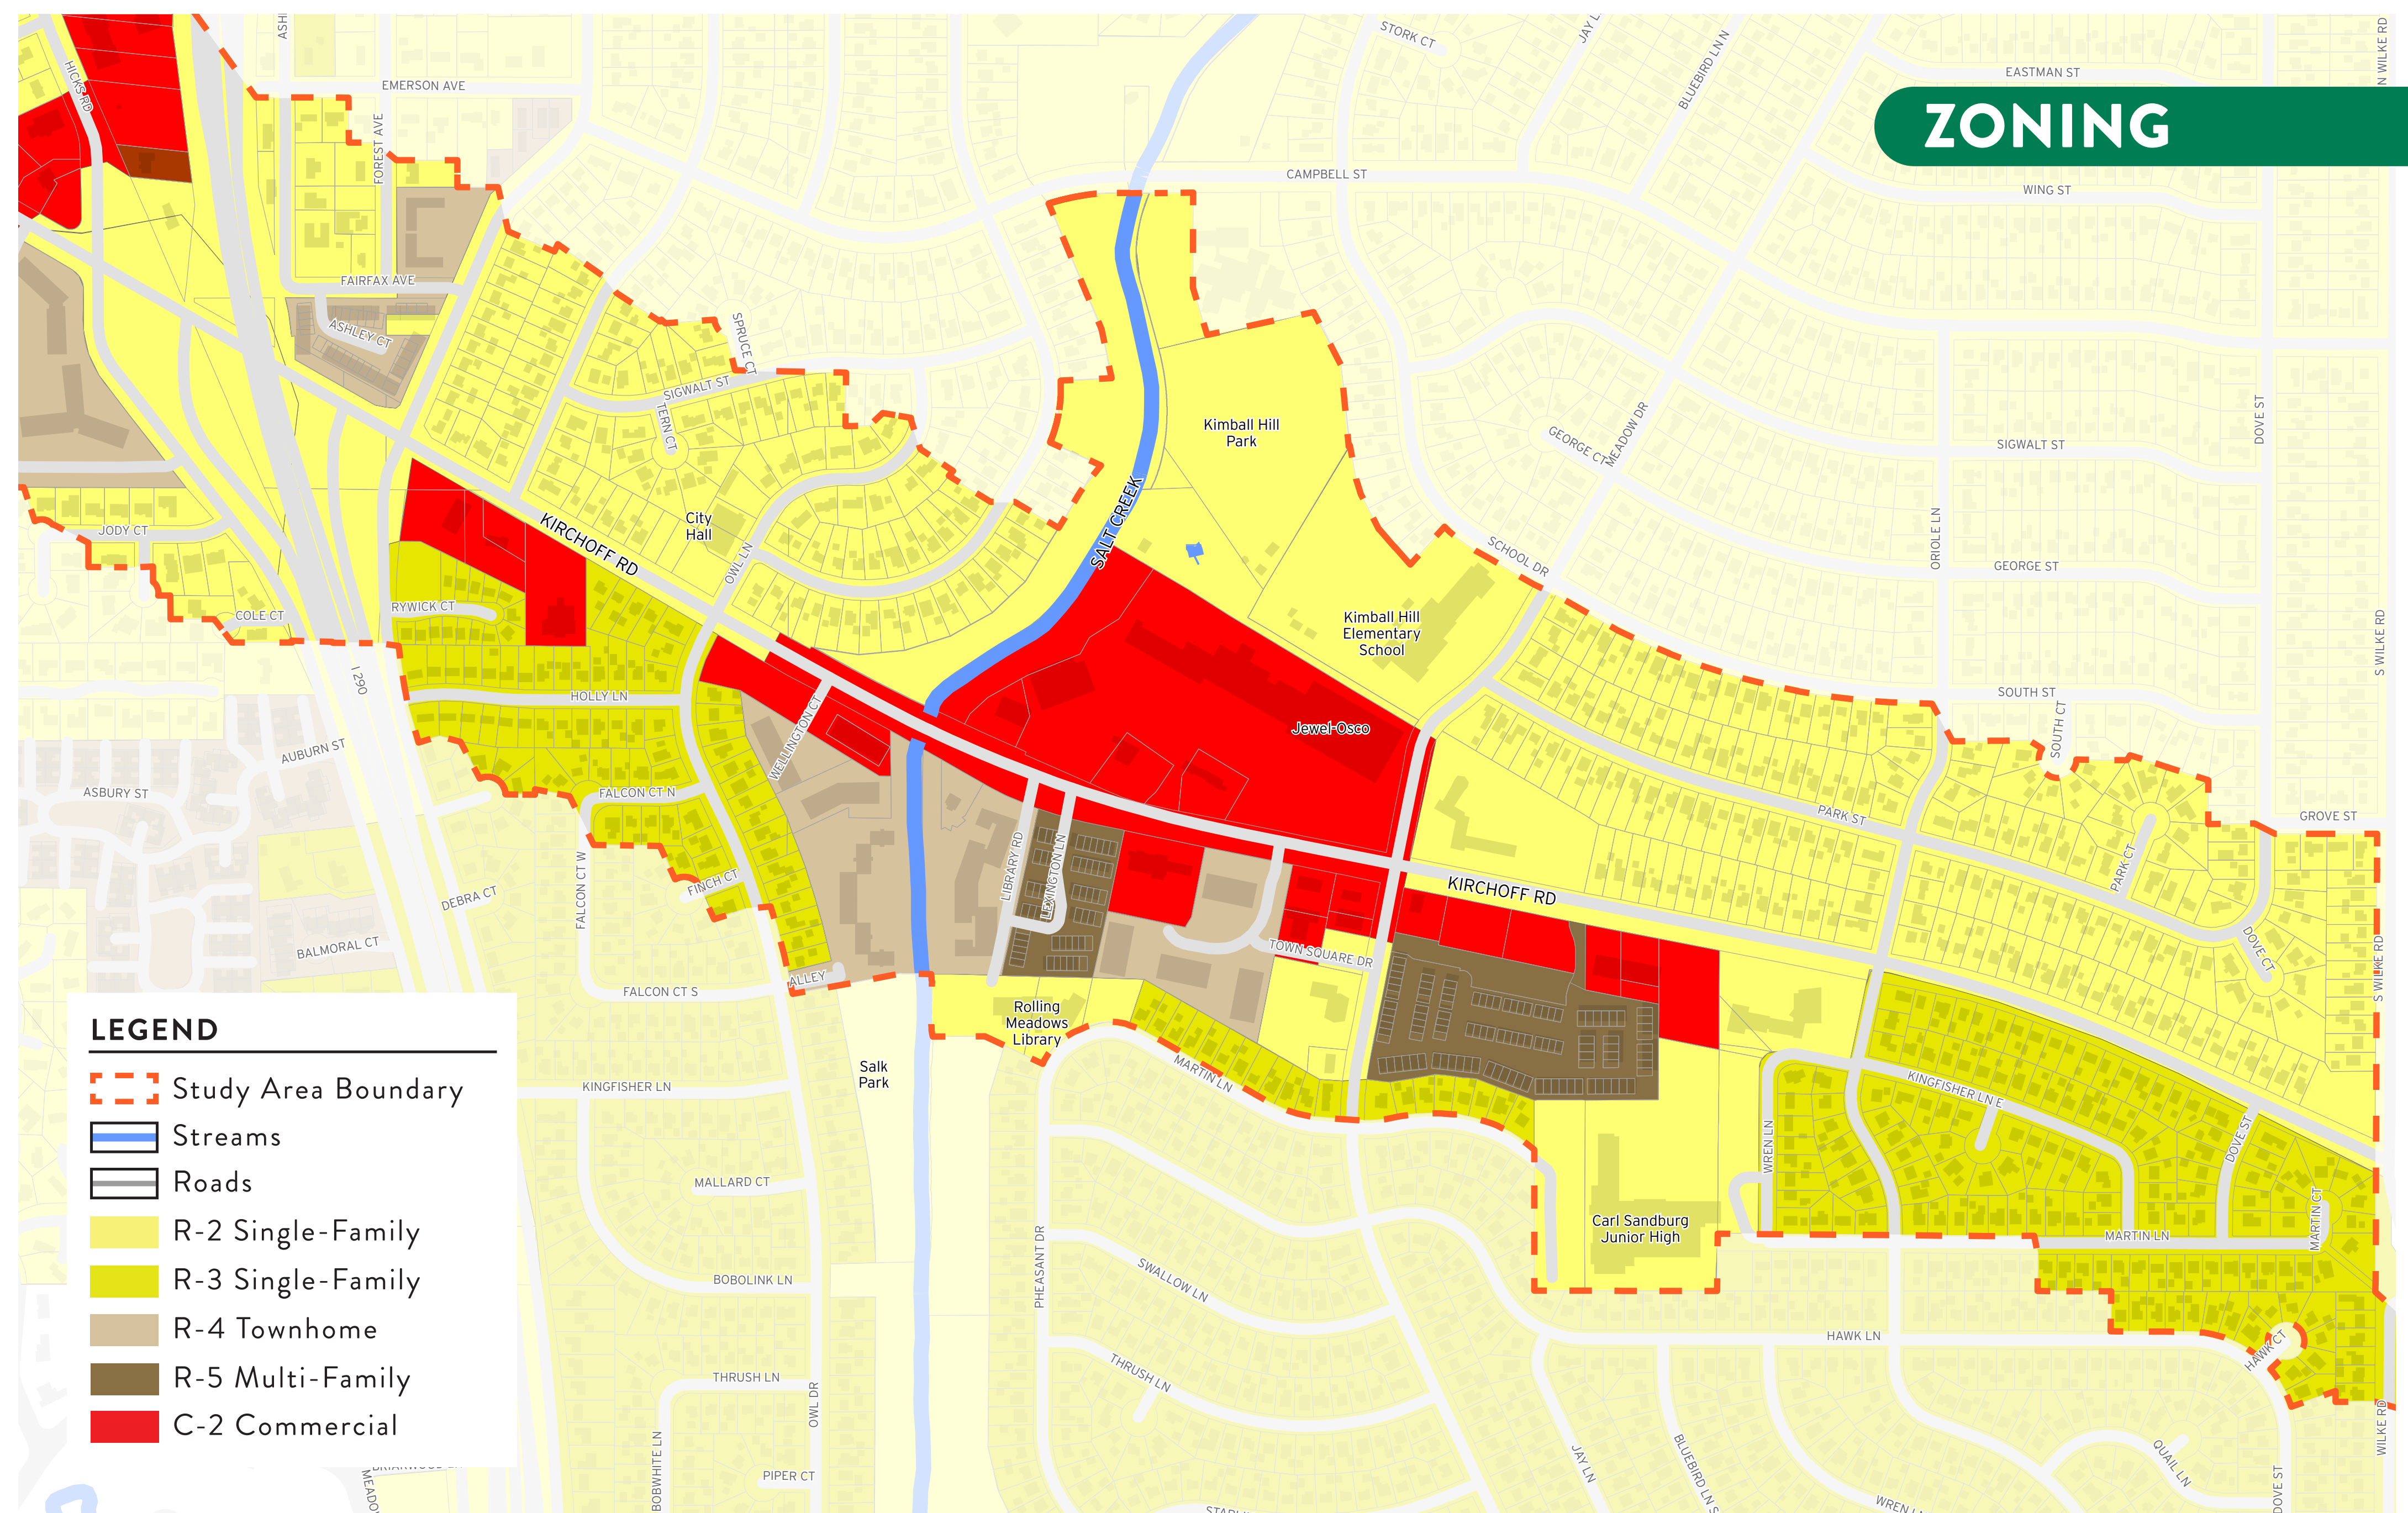 ZONING
STORK CT
JAY L
BLUEBIRD LN N
EASTMAN ST
N WILKE RD
HICKS RD
ASH
EMERSON AVE
FOREST AVE
CAMPBELL ST
WING ST
FAIRFAX AVE
ASHLEY CT
SPRUCE CT
SIGWALT ST
TERN CT
Kimball Hill
Park
GEORGE CT
MEADOW DR
SIGWALT ST
DOVE ST
JODY CT
KIRCHOFF RD
City
Hall
OWL LN
SALT CREEK
SCHOOL DR
ORIOLE LN
GEORGE ST
COLE CT
RYWICK CT
Kimball Hill
Elementary
School
S WILKE RD
I 290
HOLLY LN
WELLINGTON CT
Jewel-Osco
SOUTH ST
SOUTH CT
AUBURN ST
ASBURY ST
FALCON CT N
FALCON CT W
FINCH CT
LIBRARY RD
LEXINGTON LN
KIRCHOFF RD
PARK ST
PARK CT
GROVE ST
DEBRA CT
BALMORAL CT
TOWN SQUARE DR
DOVE CT
S WILKE RD
ALLEY
FALCON CT S
Rolling
Meadows
Library
Salk
Park
MARTIN LN
KINGFISHER LN
KINGFISHER LN E
WREN LN
DOVE ST
MALLARD CT
Carl Sandburg
Junior High
MARTIN LN
MARTIN CT
PHEASANT DR
SWALLOW LN
BOBOLINK LN
HAWK LN
HAWK CT
THRUSH LN
THRUSH LN
OWL DR
WILKE RD
BOBWHITE LN
PIPER CT
JAY LN
BLUEBIRD LN S
QUAIL LN
DOVE ST
WREN L
STARL
MEADO
LEGEND
Study Area Boundary
Streams
Roads
R-2 Single-Family
R-3 Single-Family
R-4 Townhome
R-5 Multi-Family
C-2 Commercial